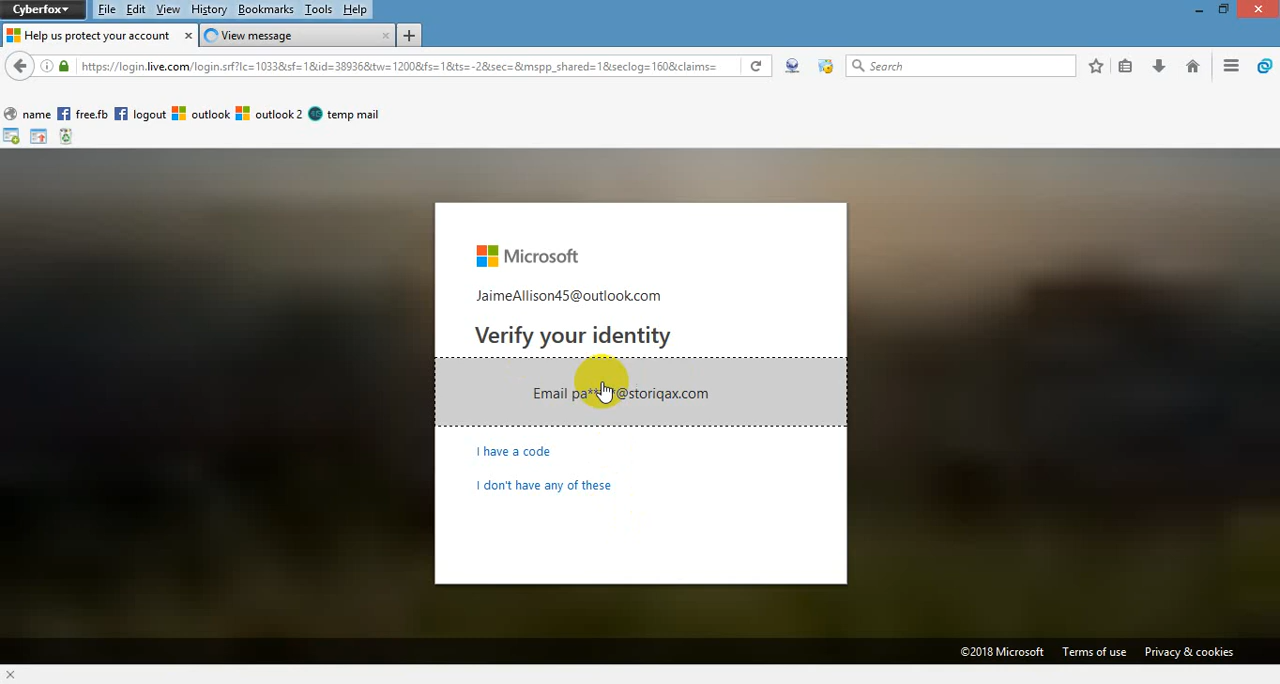 Cyberfox
File Edit View History Bookmarks Tools Help
Help us protect your account
View message
https://login.live.com/login.srf?lc=1033&sf=1&id=38936&tw=1200&fs=1&ts=-2&sec=&mspp_shared=1&seclog=160&claims=
Search
name free.fb logout outlook outlook 2 temp mail
Microsoft
JaimeAllison45@outlook.com
Verify your identity
Email pa*****@storiqax.com
I have a code
I don't have any of these
©2018 Microsoft Terms of use Privacy & cookies